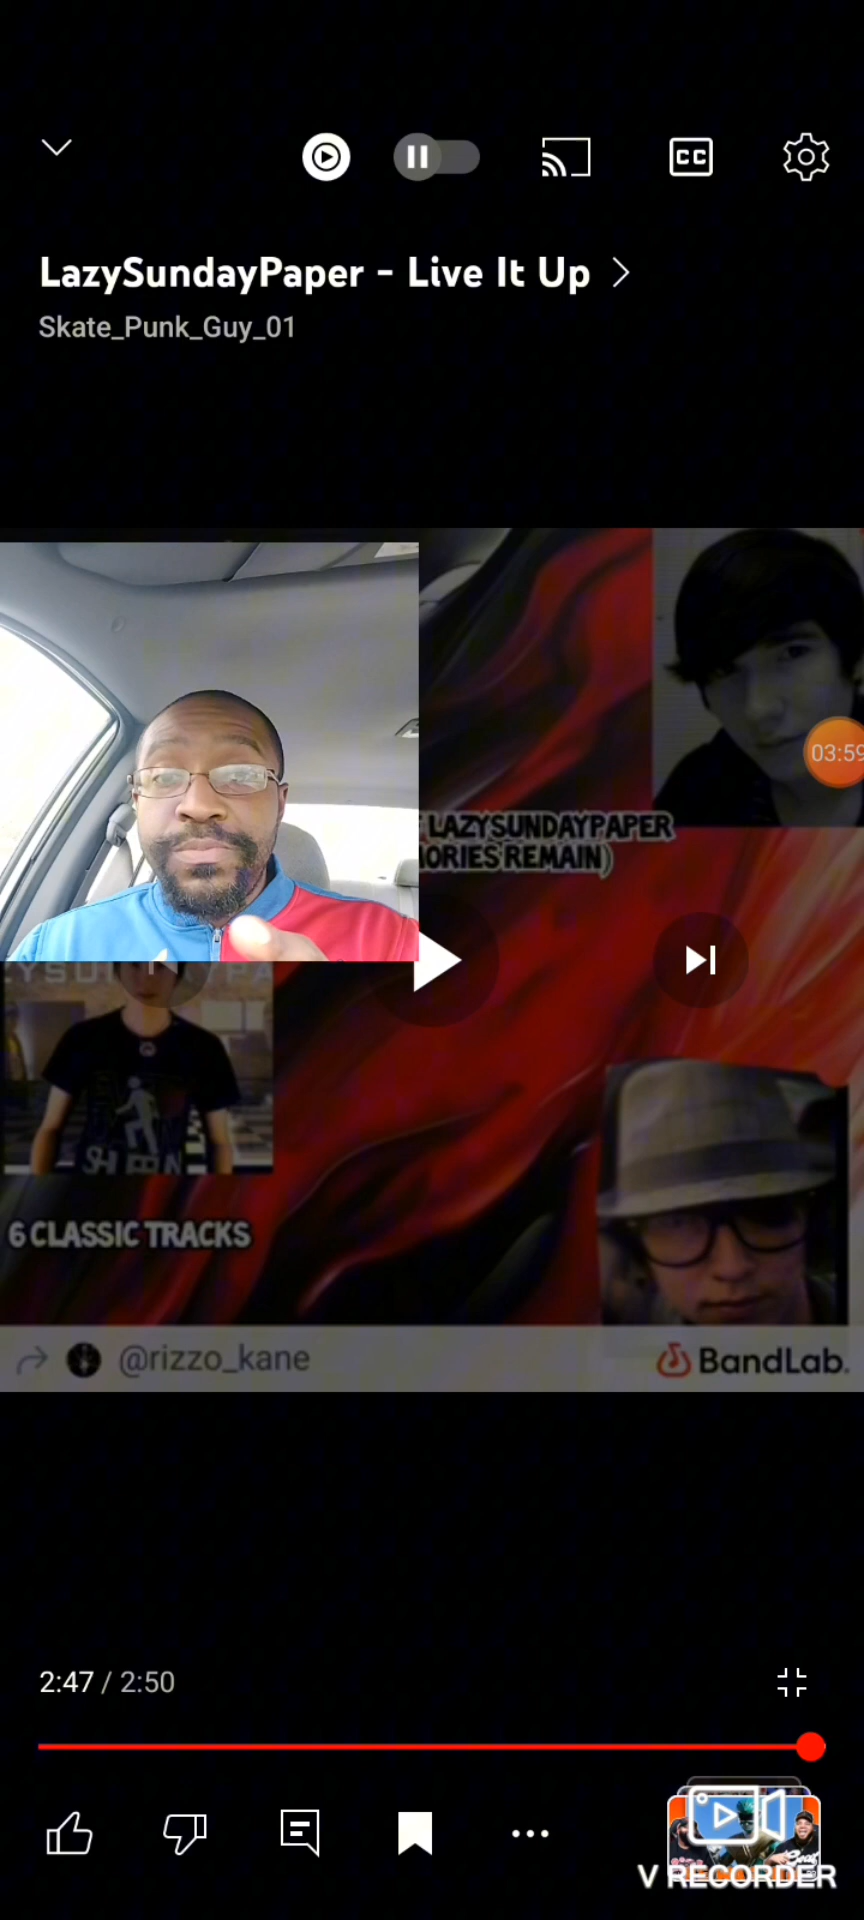 CC
LazySundayPaper - Live It Up
Skate_Punk_Guy_01
03:59
LAZYSUNDAYPAPER
REMAIN)
6 CLASSIC TRACKS
@rizzo_kane
BandLab.
2:47 / 2:50
V RECORDER